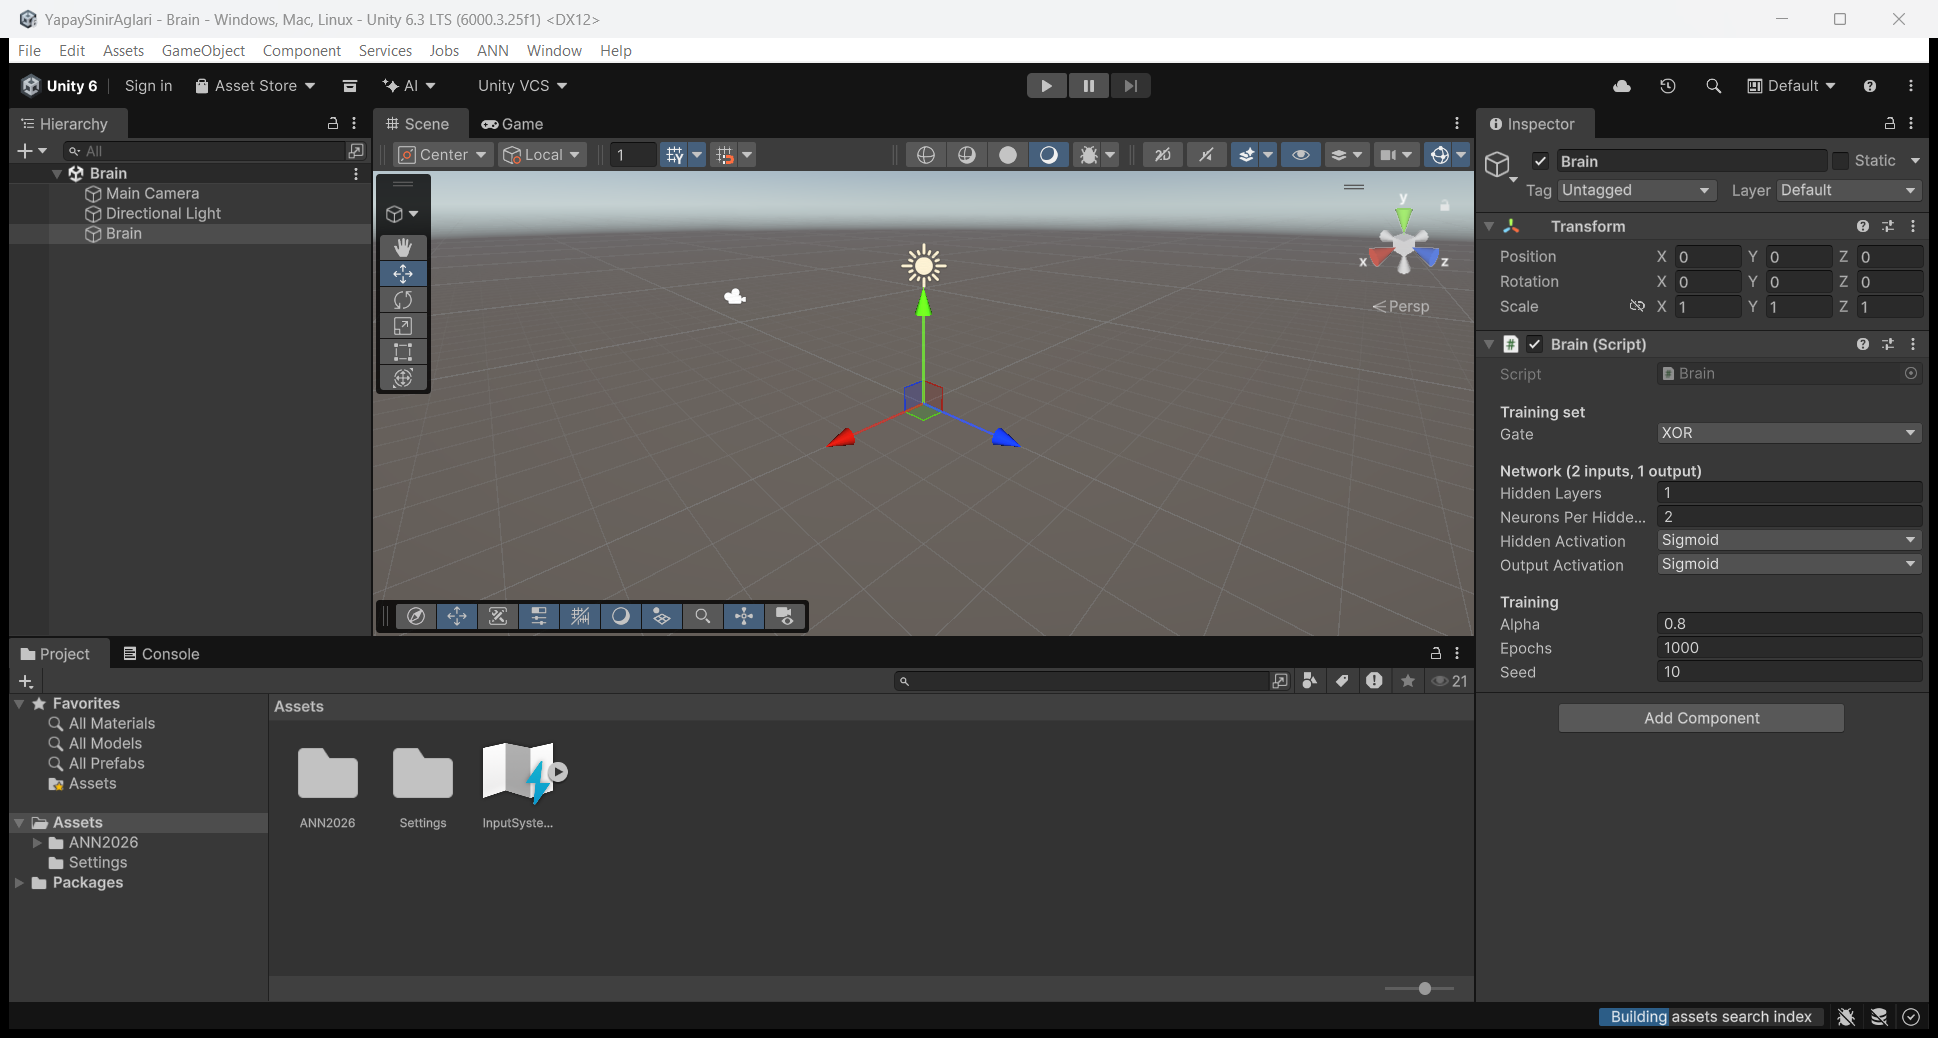 YapaySinirAglari - Brain - Windows, Mac, Linux - Unity 6.3 LTS (6000.3.25f1) <DX12>
File Edit Assets GameObject Component Services Jobs ANN Window Help
Unity 6 Sign in Asset Store AI Unity VCS Default
Hierarchy
All
Brain
Main Camera
Directional Light
Brain
Scene Game
Center Local 1 2D
y
x z
Persp
Inspector
Brain Static
Tag Untagged Layer Default
Transform
Position X 0 Y 0 Z 0
Rotation X 0 Y 0 Z 0
Scale X 1 Y 1 Z 1
# Brain (Script)
Script Brain
Training set
Gate XOR
Network (2 inputs, 1 output)
Hidden Layers 1
Neurons Per Hidde... 2
Hidden Activation Sigmoid
Output Activation Sigmoid
Training
Alpha 0.8
Epochs 1000
Seed 10
Add Component
Project Console
21
Favorites
All Materials
All Models
All Prefabs
Assets
Assets
ANN2026
Settings
Packages
Assets
ANN2026 Settings InputSyste...
Building assets search index